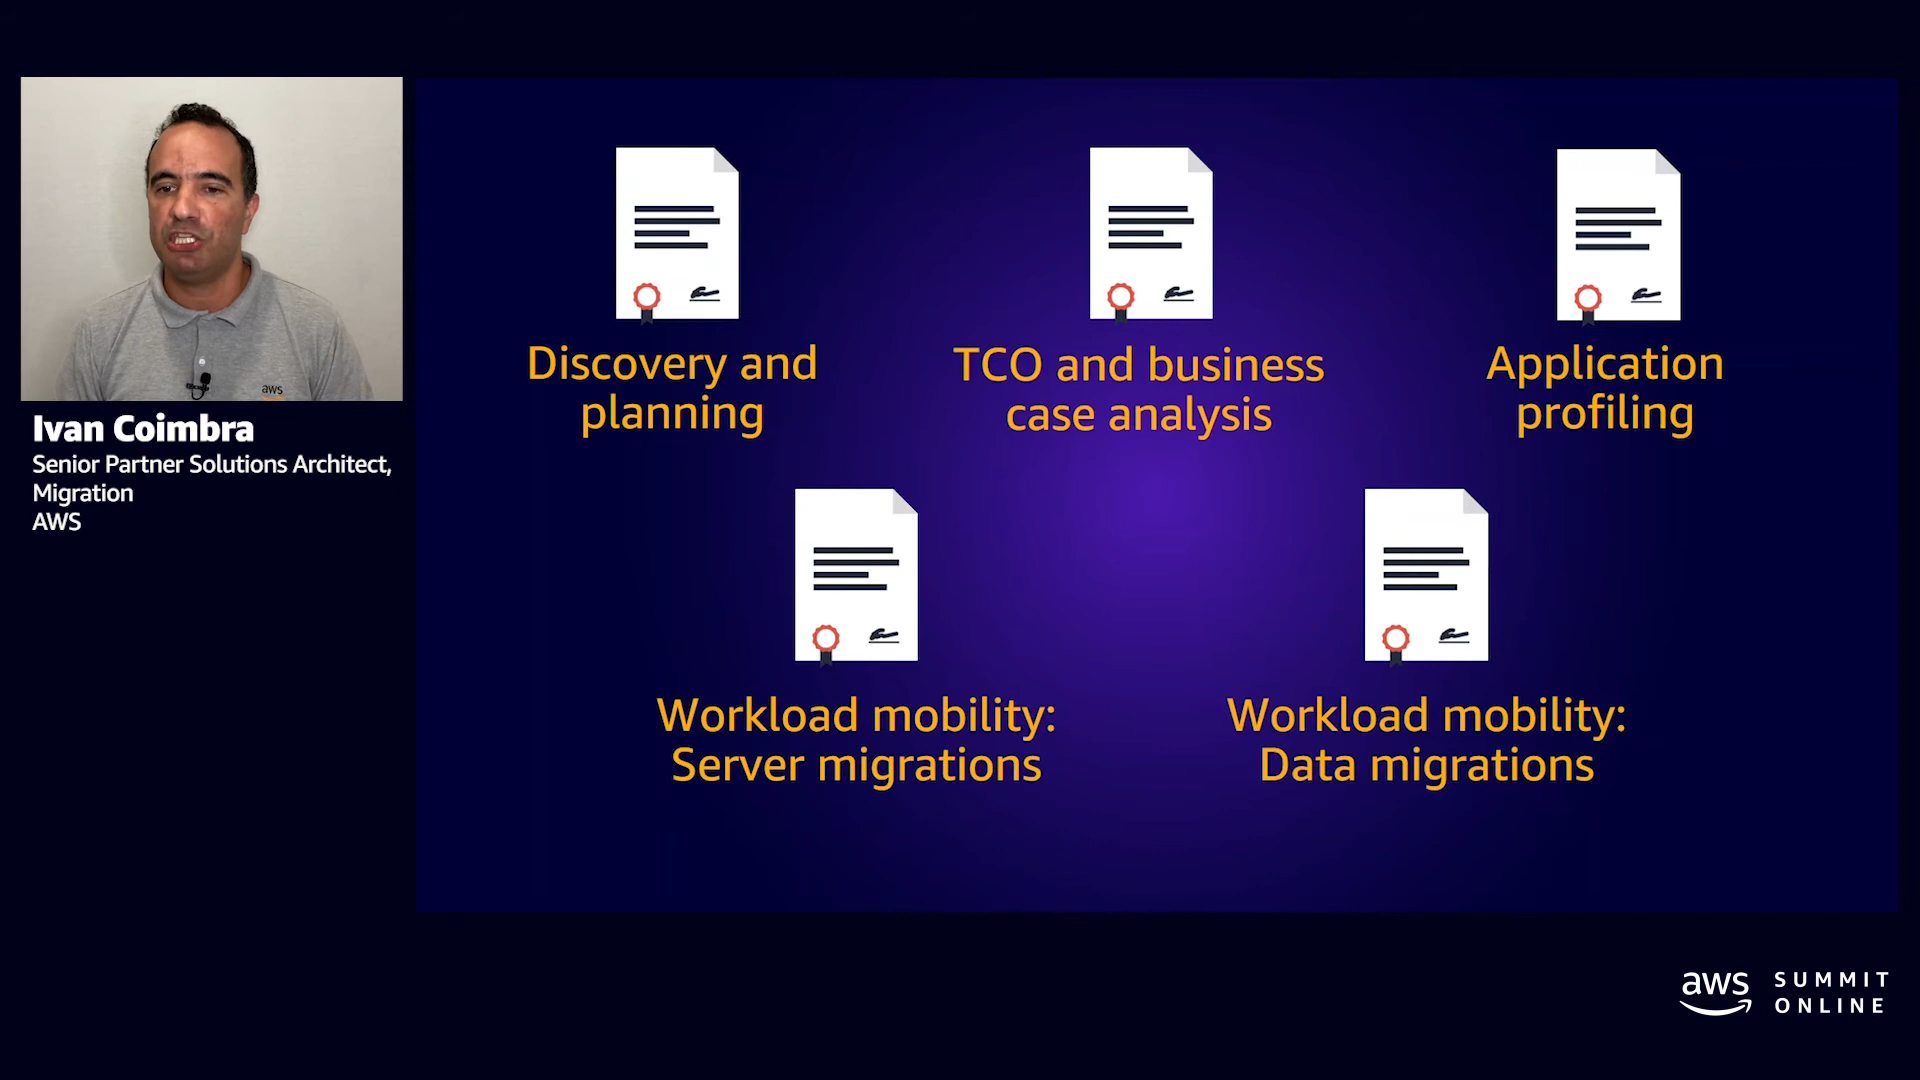 aws
Ivan Coimbra
Senior Partner Solutions Architect,
Migration
AWS
Discovery and
planning
TCO and business
case analysis
Application
profiling
Workload mobility:
Server migrations
Workload mobility:
Data migrations
aws
SUMMIT
ONLINE